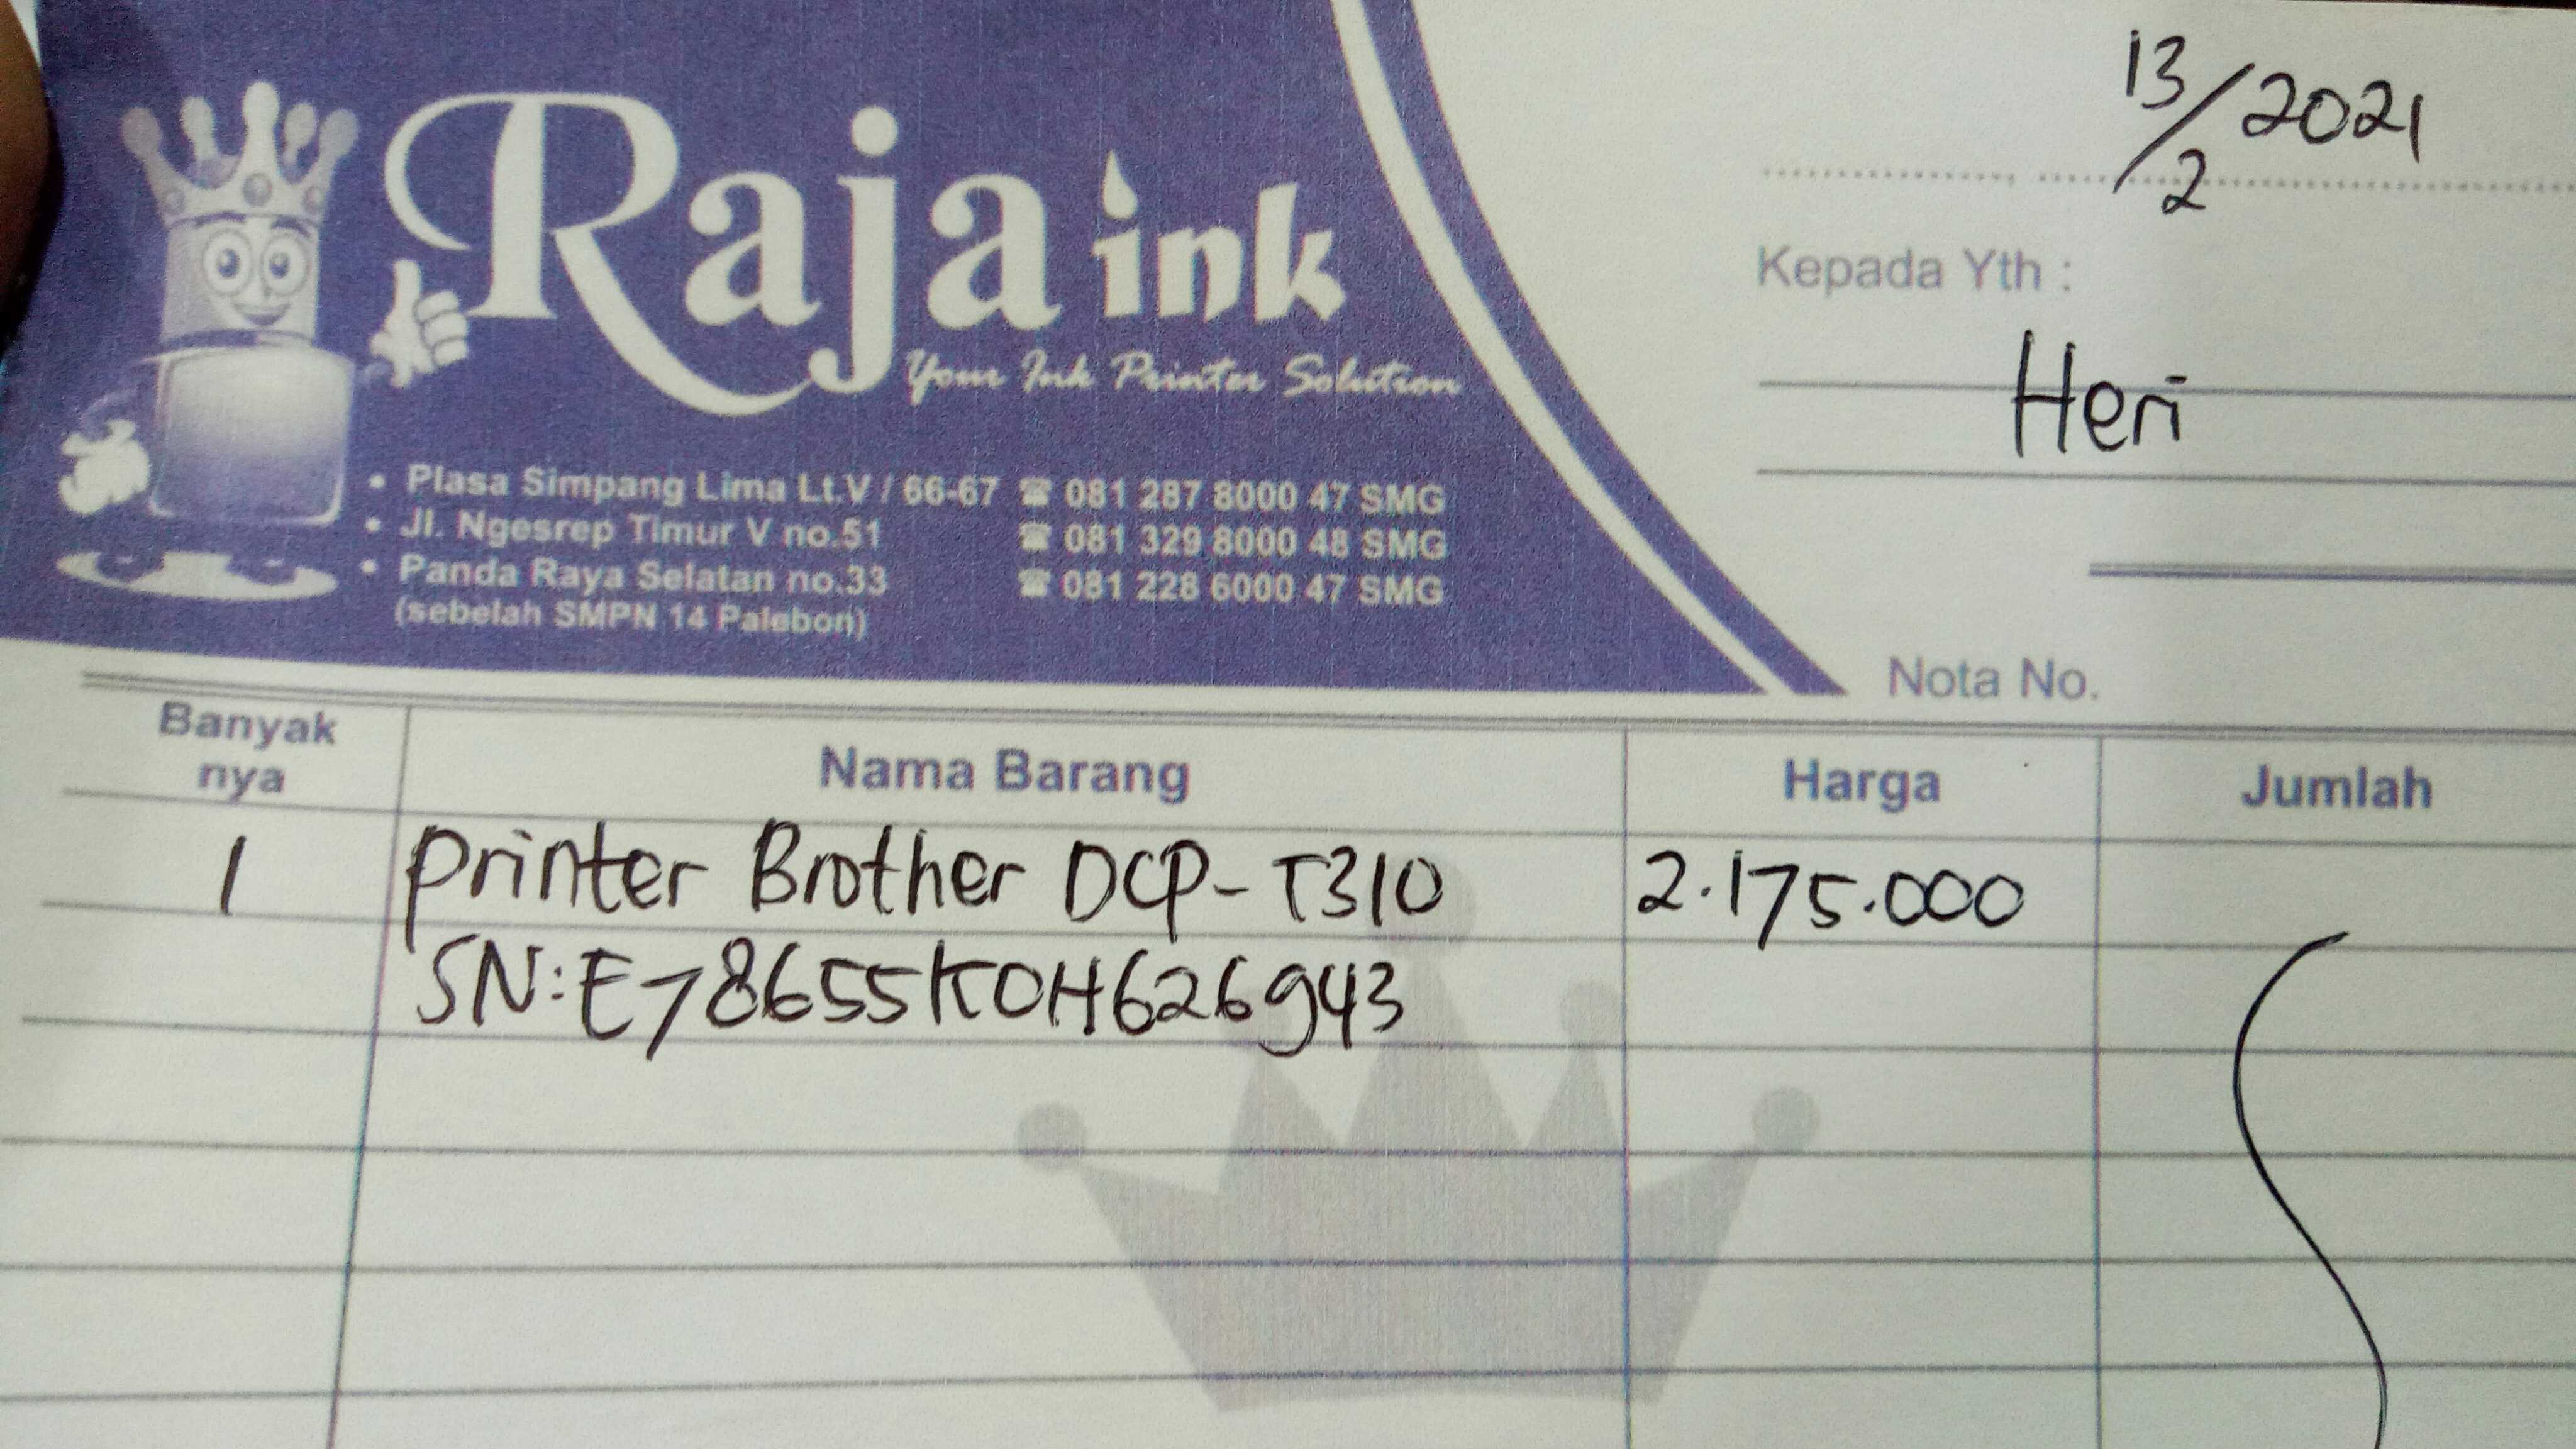 Raja ink
Your Ink Printer Solution
• Plasa Simpang Lima Lt.V / 66-67 ☎ 081 287 8000 47 SMG
• Jl. Ngesrep Timur V no.51 ☎ 081 329 8000 48 SMG
• Panda Raya Selatan no.33 ☎ 081 228 6000 47 SMG
(sebelah SMPN 14 Palebon)
13/2 2021
Kepada Yth :
Heri
Nota No.
Banyak nya Nama Barang Harga Jumlah
1 Printer Brother DCP-T310 2.175.000
SN:E78655K0H626943